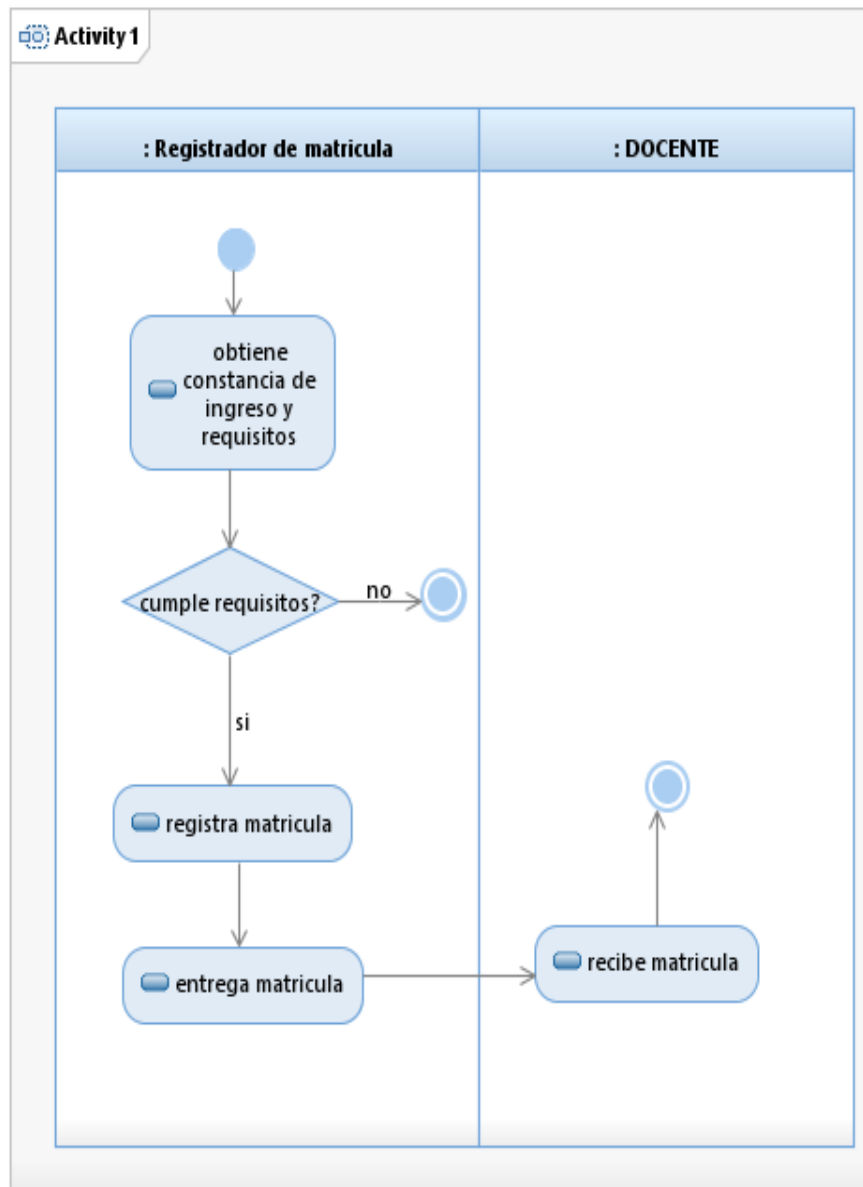 Activity 1
: Registrador de matricula
: DOCENTE
obtiene
constancia de
ingreso y
requisitos
cumple requisitos?
no
si
registra matricula
entrega matricula
recibe matricula